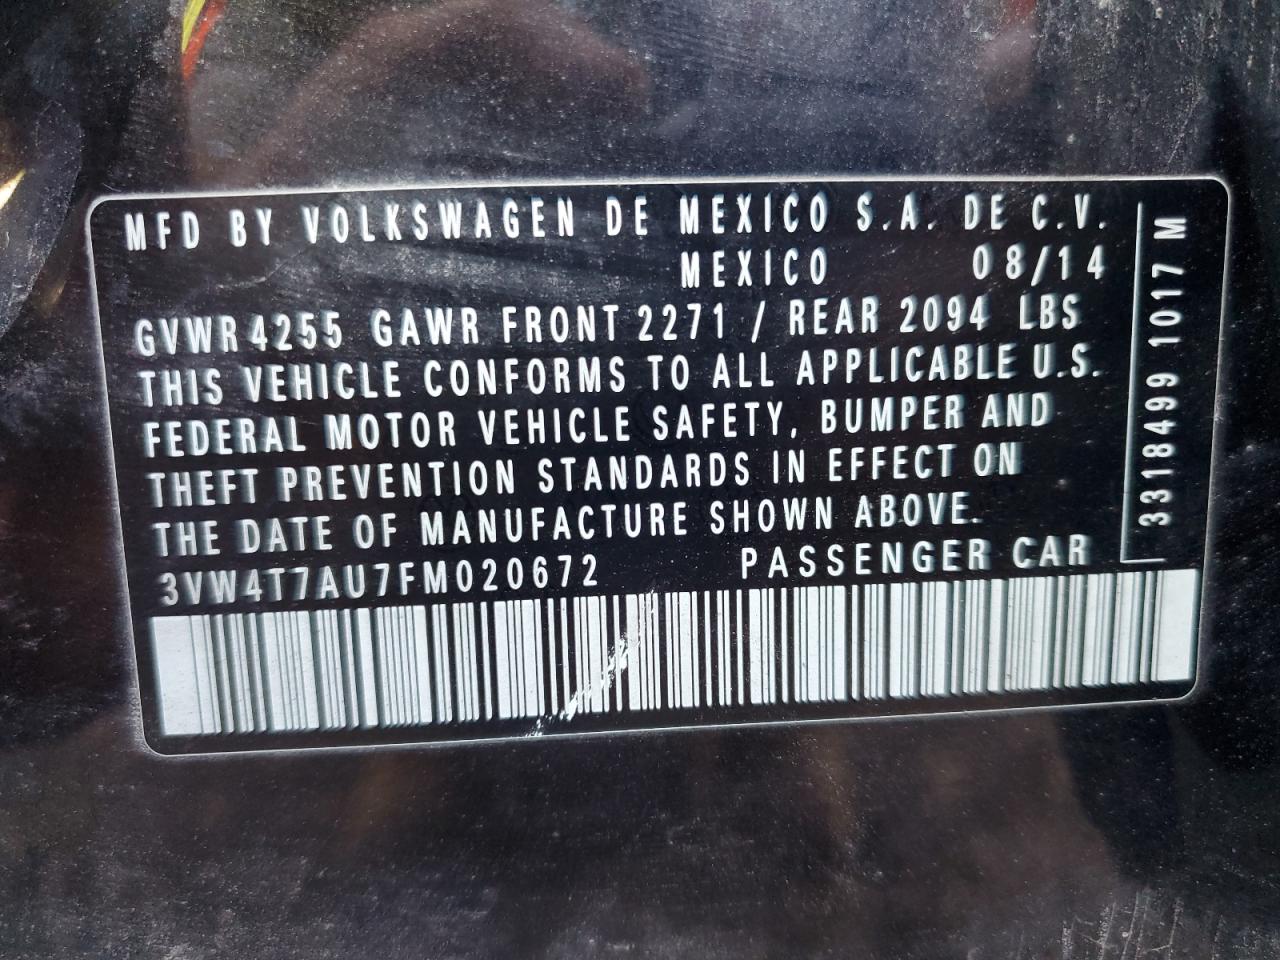 MFD BY VOLKSWAGEN DE MEXICO S.A. DE C.V.
MEXICO 08/14
GVWR 4255 GAWR FRONT 2271 / REAR 2094 LBS
THIS VEHICLE CONFORMS TO ALL APPLICABLE U.S.
FEDERAL MOTOR VEHICLE SAFETY, BUMPER AND
THEFT PREVENTION STANDARDS IN EFFECT ON
THE DATE OF MANUFACTURE SHOWN ABOVE.
3VW4T7AU7FM020672 PASSENGER CAR
3318499 1017 M